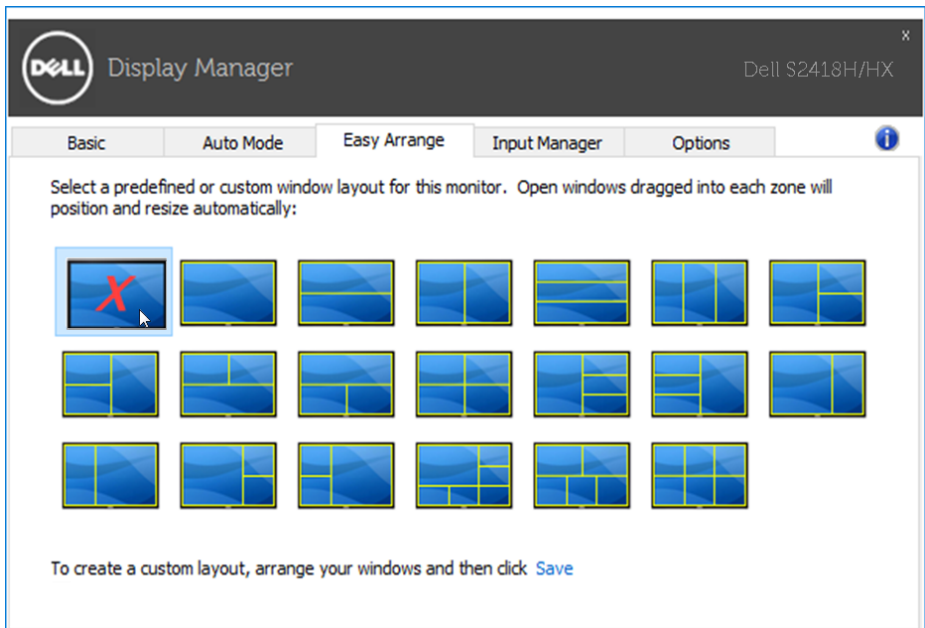 X
DELL
Display Manager
Dell S2418H/HX
Basic
Auto Mode
Easy Arrange
Input Manager
Options
i
Select a predefined or custom window layout for this monitor. Open windows dragged into each zone will
position and resize automatically:
X
To create a custom layout, arrange your windows and then click Save